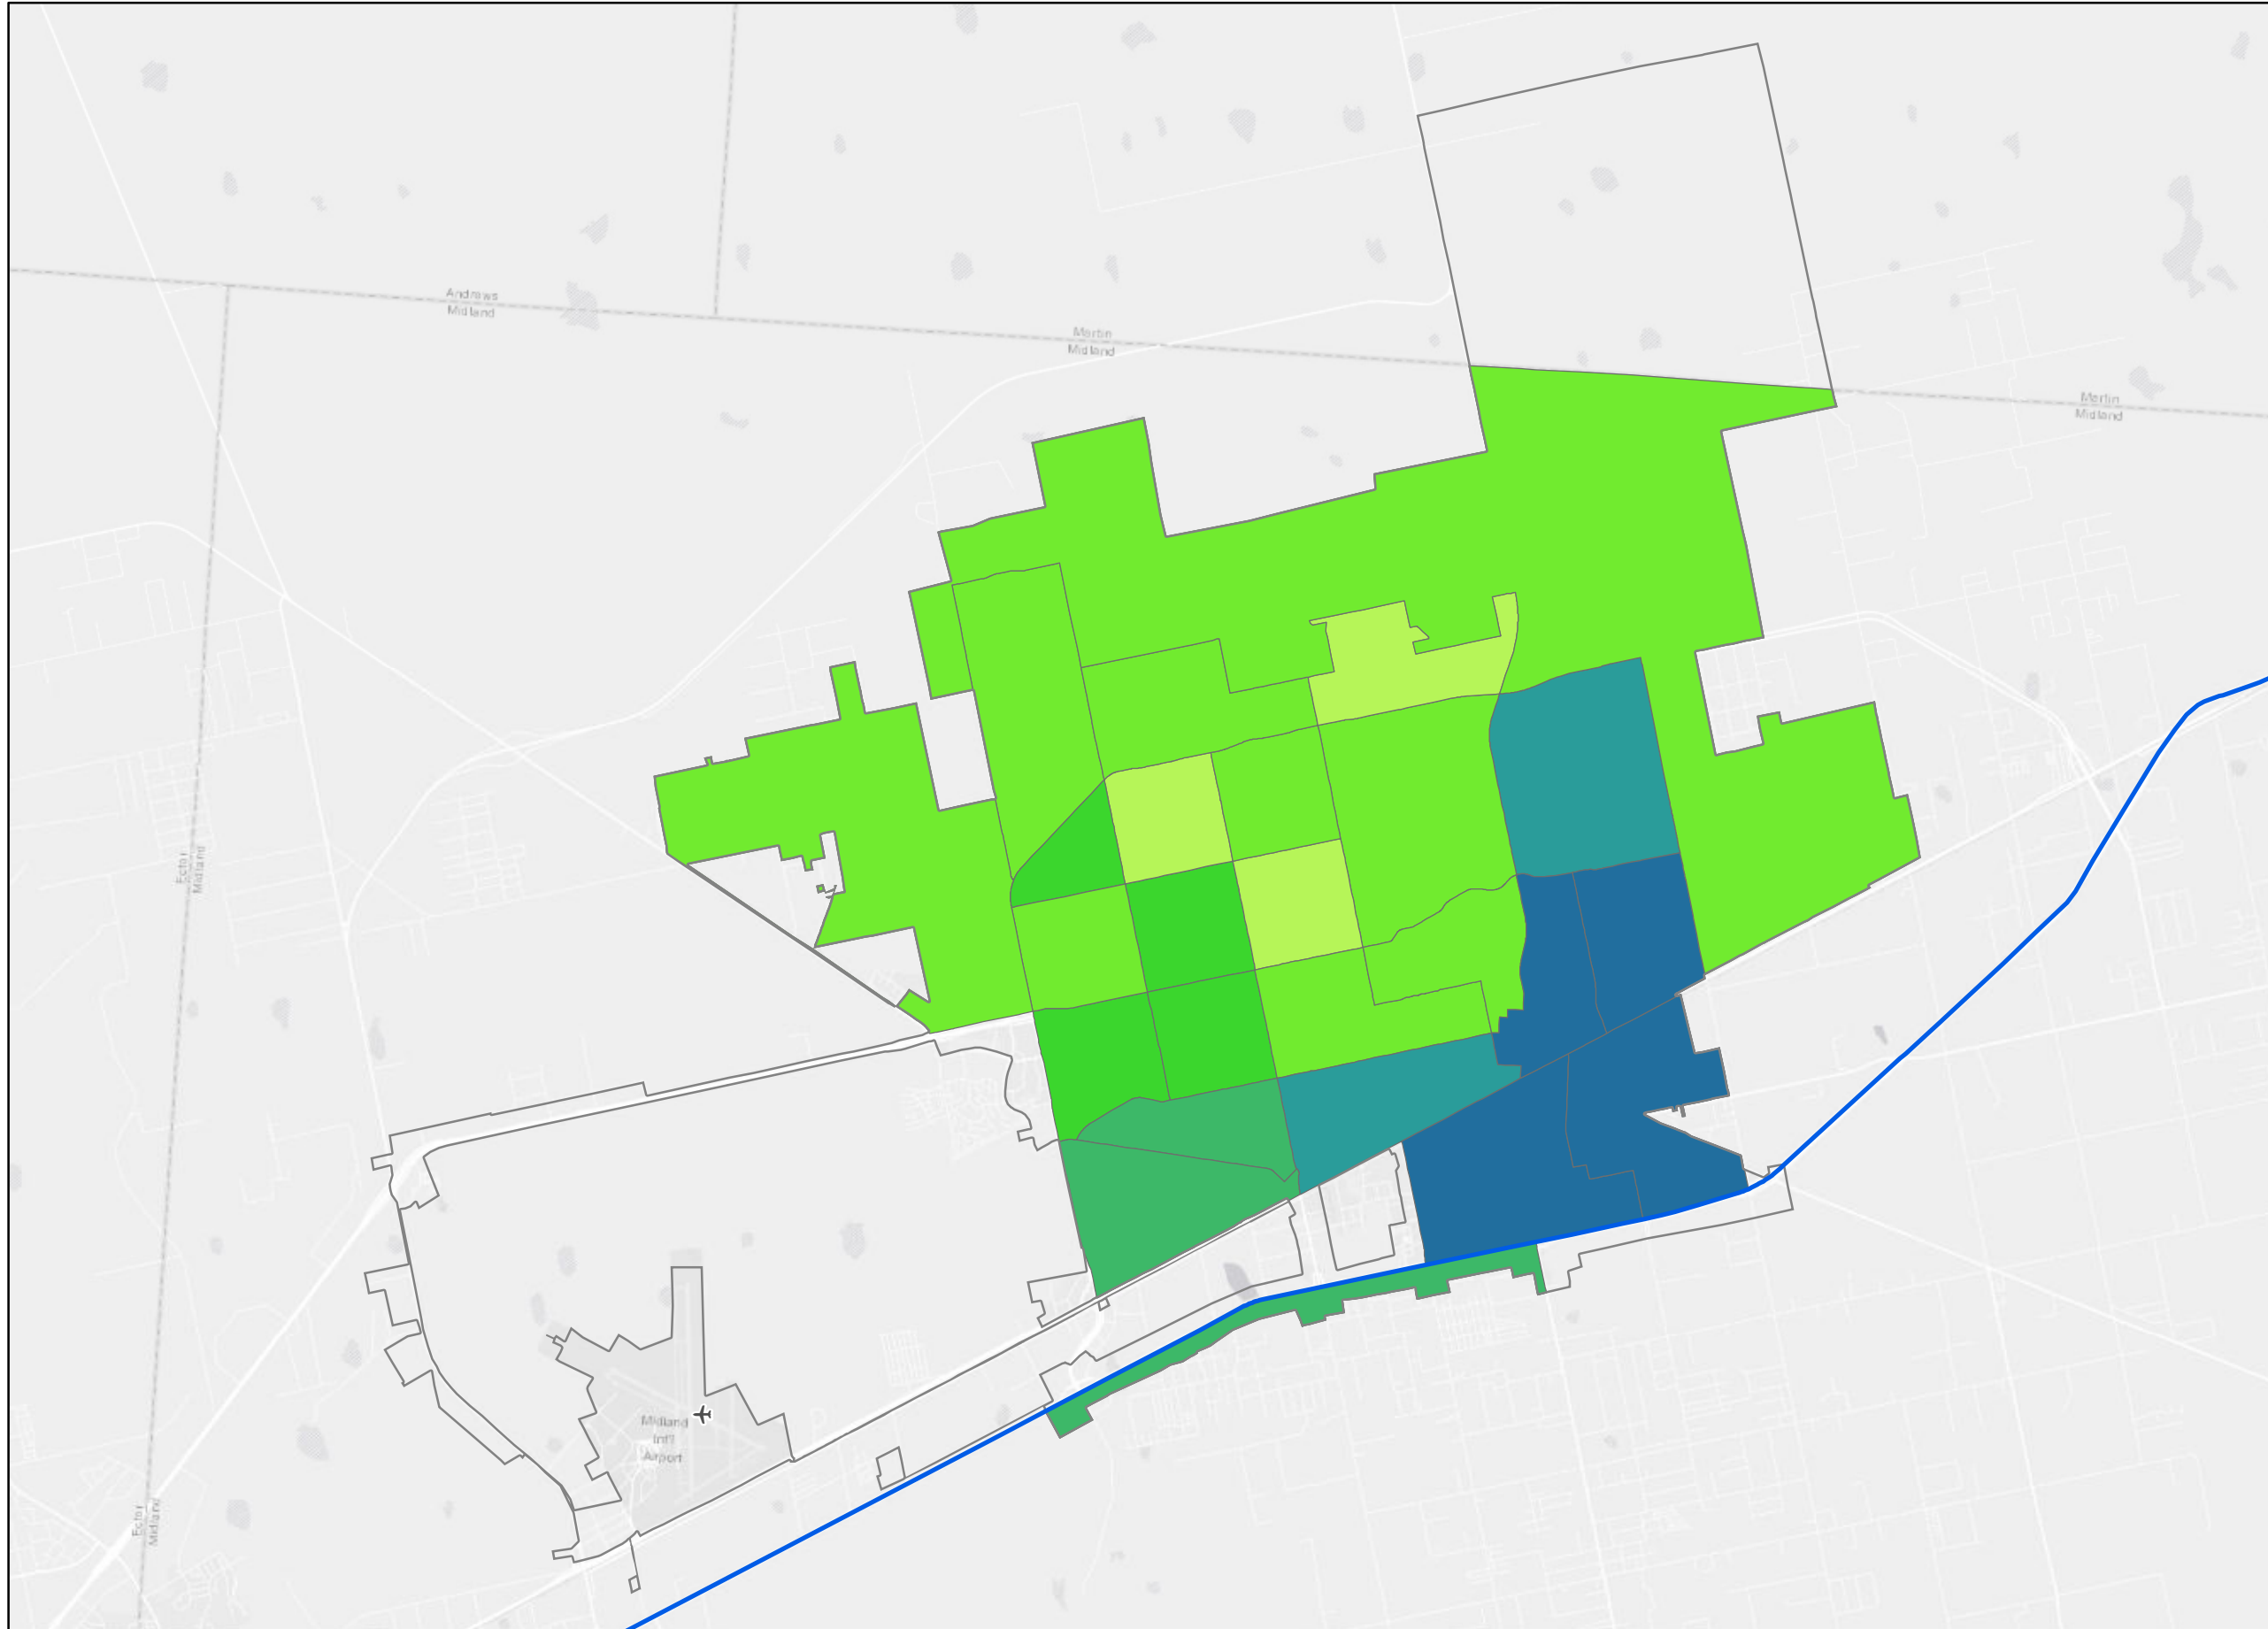 Andrews
Midland
Martin
Midland
Martin
Midland
Ector
Midland
Midland
Int'l
Airport
Ector
Midland